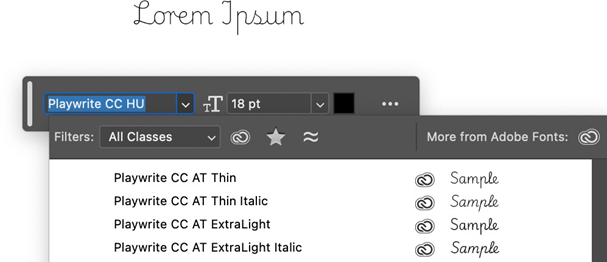 Lorem Ipsum
Playwrite CC HU
TT 18 pt
Filters: All Classes More from Adobe Fonts:
Playwrite CC AT Thin Sample
Playwrite CC AT Thin Italic Sample
Playwrite CC AT ExtraLight Sample
Playwrite CC AT ExtraLight Italic Sample